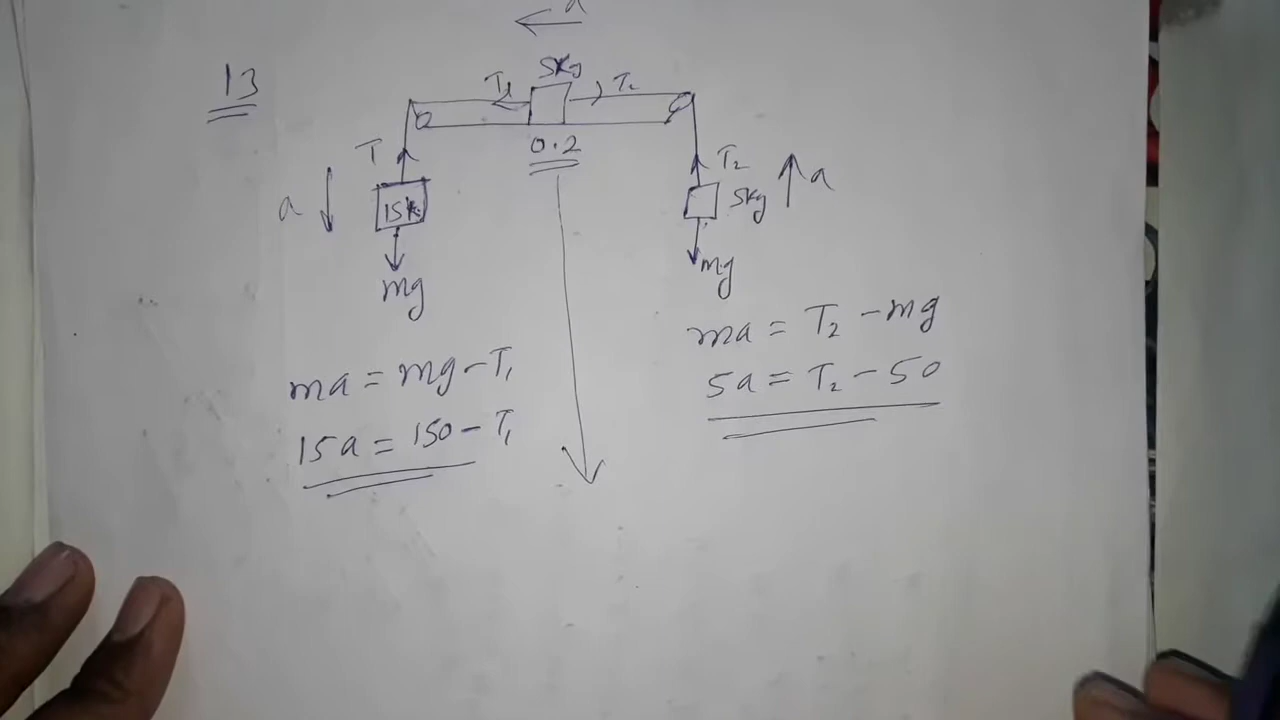 a
13
5kg
T₁ T₂
0.2
T
T₂
a
15k
5kg
a
mg
mg
ma = T₂ - mg
5a = T₂ - 50
ma = mg - T₁
15a = 150 - T₁